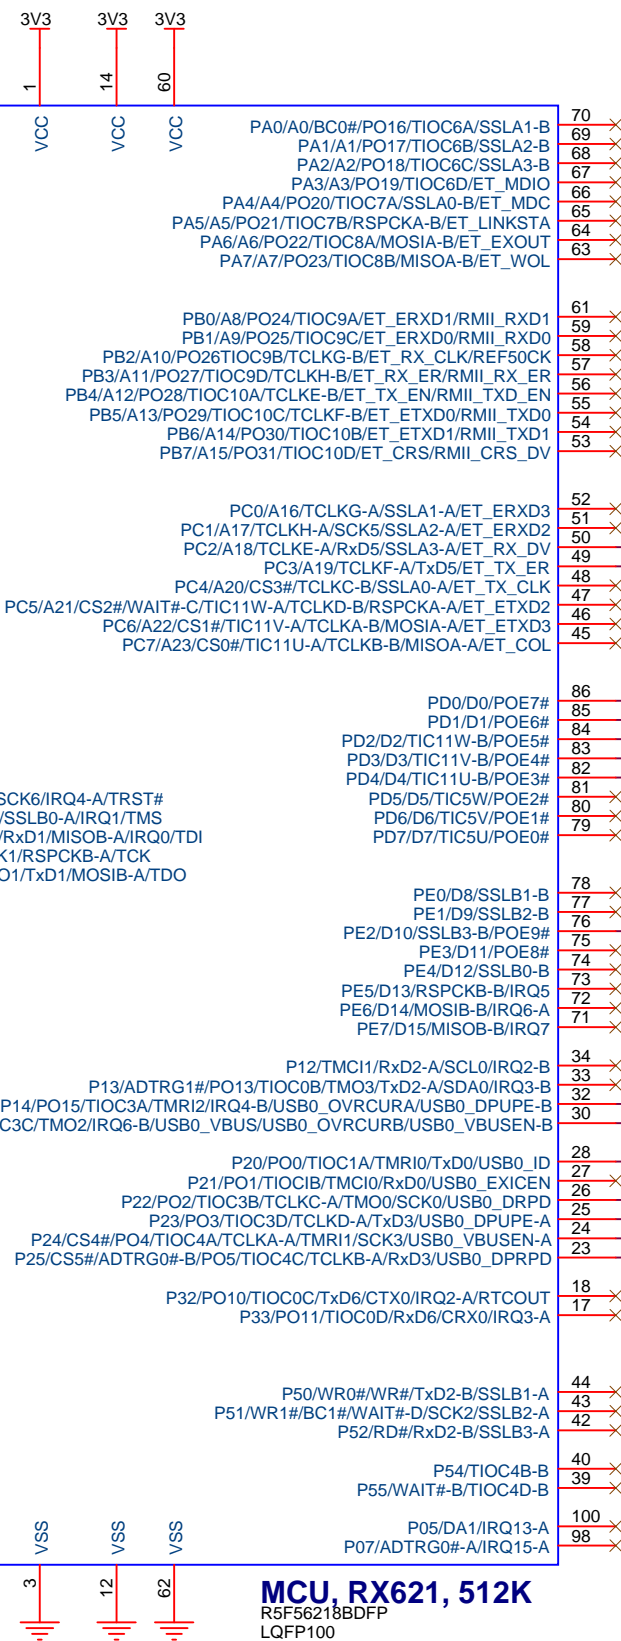 3V3 3V3 3V3
1 14 60
VCC VCC VCC
PA0/A0/BC0#/PO16/TIOC6A/SSLA1-B 70
PA1/A1/PO17/TIOC6B/SSLA2-B 69
PA2/A2/PO18/TIOC6C/SSLA3-B 68
PA3/A3/PO19/TIOC6D/ET_MDIO 67
PA4/A4/PO20/TIOC7A/SSLA0-B/ET_MDC 66
PA5/A5/PO21/TIOC7B/RSPCKA-B/ET_LINKSTA 65
PA6/A6/PO22/TIOC8A/MOSIA-B/ET_EXOUT 64
PA7/A7/PO23/TIOC8B/MISOA-B/ET_WOL 63
PB0/A8/PO24/TIOC9A/ET_ERXD1/RMII_RXD1 61
PB1/A9/PO25/TIOC9C/ET_ERXD0/RMII_RXD0 59
PB2/A10/PO26TIOC9B/TCLKG-B/ET_RX_CLK/REF50CK 58
PB3/A11/PO27/TIOC9D/TCLKH-B/ET_RX_ER/RMII_RX_ER 57
PB4/A12/PO28/TIOC10A/TCLKE-B/ET_TX_EN/RMII_TXD_EN 56
PB5/A13/PO29/TIOC10C/TCLKF-B/ET_ETXD0/RMII_TXD0 55
PB6/A14/PO30/TIOC10B/ET_ETXD1/RMII_TXD1 54
PB7/A15/PO31/TIOC10D/ET_CRS/RMII_CRS_DV 53
PC0/A16/TCLKG-A/SSLA1-A/ET_ERXD3 52
PC1/A17/TCLKH-A/SCK5/SSLA2-A/ET_ERXD2 51
PC2/A18/TCLKE-A/RxD5/SSLA3-A/ET_RX_DV 50
PC3/A19/TCLKF-A/TxD5/ET_TX_ER 49
PC4/A20/CS3#/TCLKC-B/SSLA0-A/ET_TX_CLK 48
PC5/A21/CS2#/WAIT#-C/TIC11W-A/TCLKD-B/RSPCKA-A/ET_ETXD2 47
PC6/A22/CS1#/TIC11V-A/TCLKA-B/MOSIA-A/ET_ETXD3 46
PC7/A23/CS0#/TIC11U-A/TCLKB-B/MISOA-A/ET_COL 45
PD0/D0/POE7# 86
PD1/D1/POE6# 85
PD2/D2/TIC11W-B/POE5# 84
PD3/D3/TIC11V-B/POE4# 83
PD4/D4/TIC11U-B/POE3# 82
SCK6/IRQ4-A/TRST# PD5/D5/TIC5W/POE2# 81
/SSLB0-A/IRQ1/TMS PD6/D6/TIC5V/POE1# 80
/RxD1/MISOB-A/IRQ0/TDI PD7/D7/TIC5U/POE0# 79
K1/RSPCKB-A/TCK
O1/TxD1/MOSIB-A/TDO
PE0/D8/SSLB1-B 78
PE1/D9/SSLB2-B 77
PE2/D10/SSLB3-B/POE9# 76
PE3/D11/POE8# 75
PE4/D12/SSLB0-B 74
PE5/D13/RSPCKB-B/IRQ5 73
PE6/D14/MOSIB-B/IRQ6-A 72
PE7/D15/MISOB-B/IRQ7 71
P12/TMCI1/RxD2-A/SCL0/IRQ2-B 34
P13/ADTRG1#/PO13/TIOC0B/TMO3/TxD2-A/SDA0/IRQ3-B 33
P14/PO15/TIOC3A/TMRI2/IRQ4-B/USB0_OVRCURA/USB0_DPUPE-B 32
C3C/TMO2/IRQ6-B/USB0_VBUS/USB0_OVRCURB/USB0_VBUSEN-B 30
P20/PO0/TIOC1A/TMRI0/TxD0/USB0_ID 28
P21/PO1/TIOCIB/TMCI0/RxD0/USB0_EXICEN 27
P22/PO2/TIOC3B/TCLKC-A/TMO0/SCK0/USB0_DRPD 26
P23/PO3/TIOC3D/TCLKD-A/TxD3/USB0_DPUPE-A 25
P24/CS4#/PO4/TIOC4A/TCLKA-A/TMRI1/SCK3/USB0_VBUSEN-A 24
P25/CS5#/ADTRG0#-B/PO5/TIOC4C/TCLKB-A/RxD3/USB0_DPRPD 23
P32/PO10/TIOC0C/TxD6/CTX0/IRQ2-A/RTCOUT 18
P33/PO11/TIOC0D/RxD6/CRX0/IRQ3-A 17
P50/WR0#/WR#/TxD2-B/SSLB1-A 44
P51/WR1#/BC1#/WAIT#-D/SCK2/SSLB2-A 43
P52/RD#/RxD2-B/SSLB3-A 42
P54/TIOC4B-B 40
P55/WAIT#-B/TIOC4D-B 39
P05/DA1/IRQ13-A 100
P07/ADTRG0#-A/IRQ15-A 98
VSS VSS VSS
3 12 62
MCU, RX621, 512K
R5F56218BDFP
LQFP100